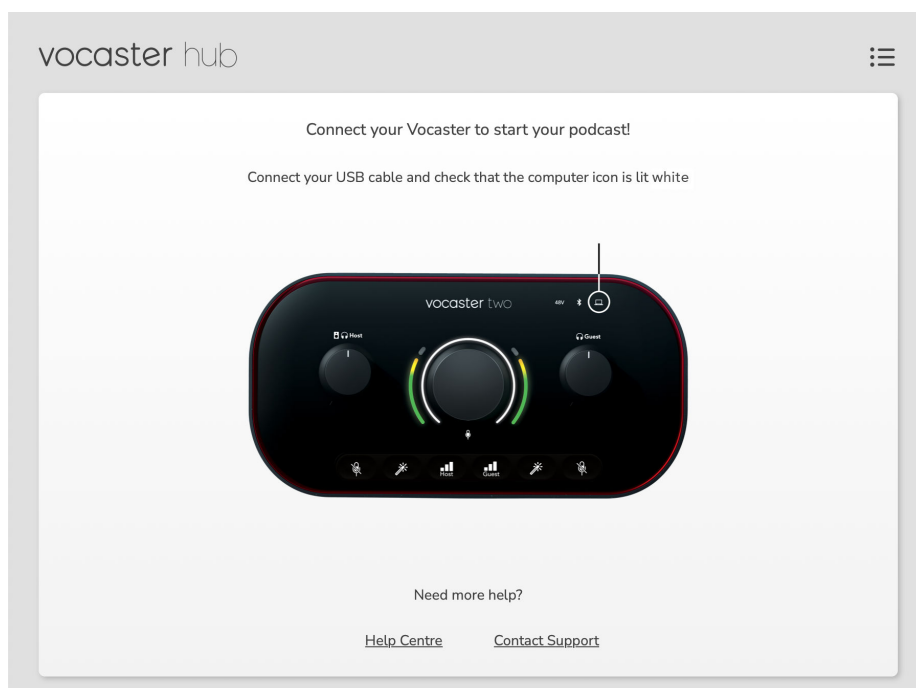 vocaster hub
Connect your Vocaster to start your podcast!
Connect your USB cable and check that the computer icon is lit white
vocaster two
48V
Host
Guest
Host
Guest
Need more help?
Help Centre
Contact Support